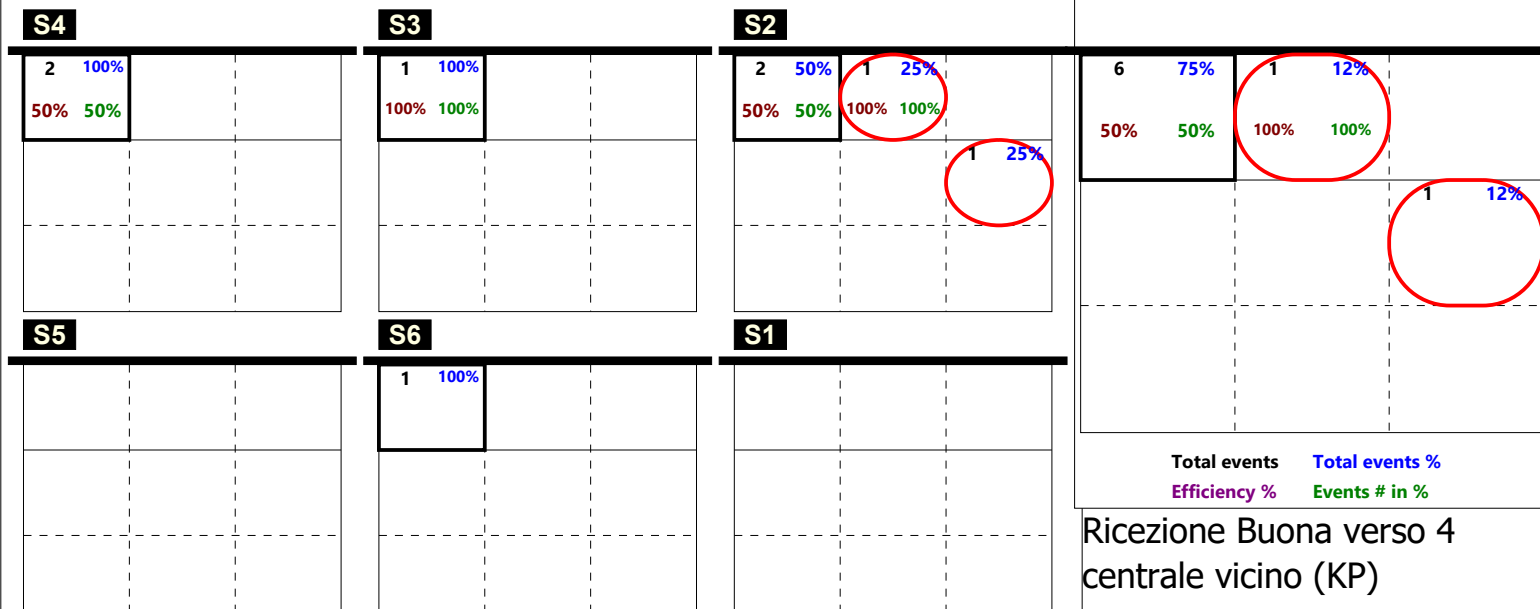 S4 S3 S2
2 100% 1 100% 2 50% 1 25% 6 75% 1 12%
50% 50% 100% 100% 50% 50% 100% 100% 50% 50% 100% 100%
1 25% 1 12%
S5 S6 S1
1 100%
Total events Total events %
Efficiency % Events # in %
Ricezione Buona verso 4
centrale vicino (KP)